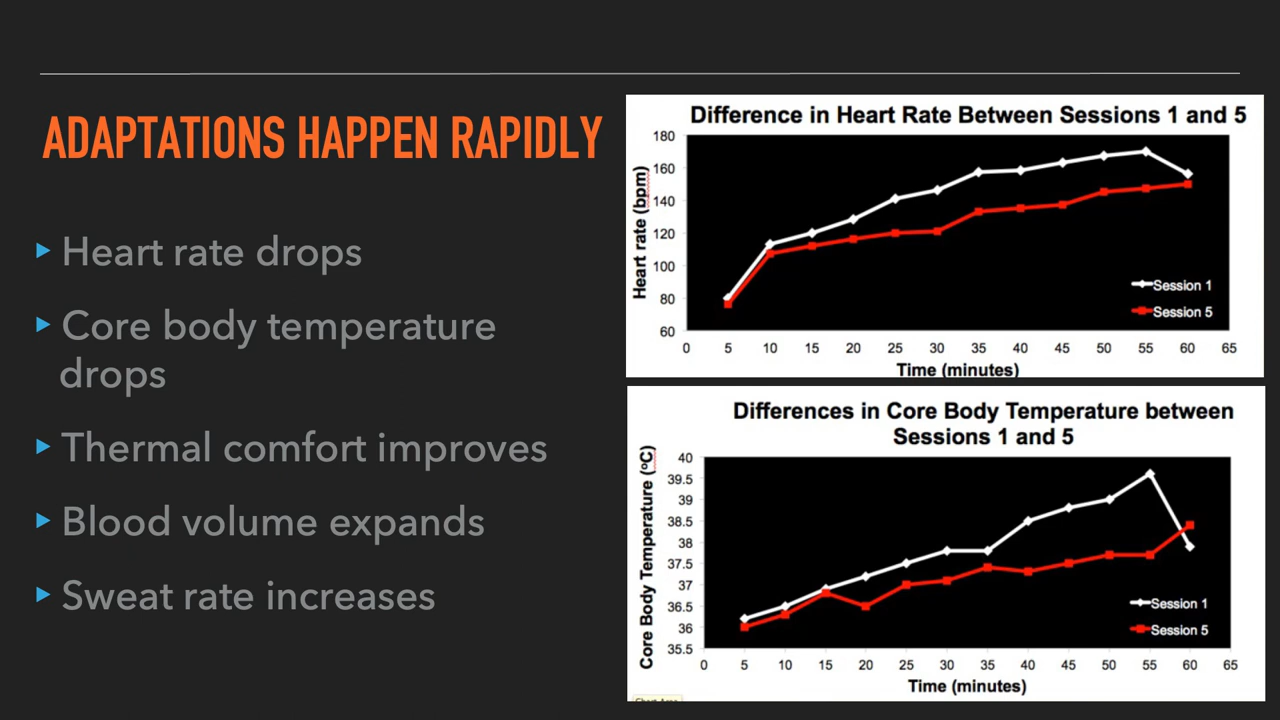 ADAPTATIONS HAPPEN RAPIDLY
Heart rate drops
Core body temperature
drops
Thermal comfort improves
Blood volume expands
Sweat rate increases
Difference in Heart Rate Between Sessions 1 and 5
Heart rate (bpm)
180
160
140
120
100
80
60
0 5 10 15 20 25 30 35 40 45 50 55 60 65
Time (minutes)
Session 1
Session 5
Differences in Core Body Temperature between
Sessions 1 and 5
Core Body Temperature (ºC)
40
39.5
39
38.5
38
37.5
37
36.5
36
35.5
0 5 10 15 20 25 30 35 40 45 50 55 60 65
Time (minutes)
Session 1
Session 5